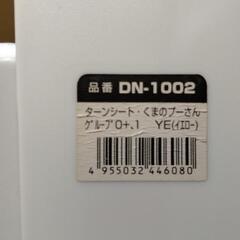 品番 DN-1002
ターンシート・くまのプーさん
グループ0+.1 YE(イエロー)
4 955032 446080